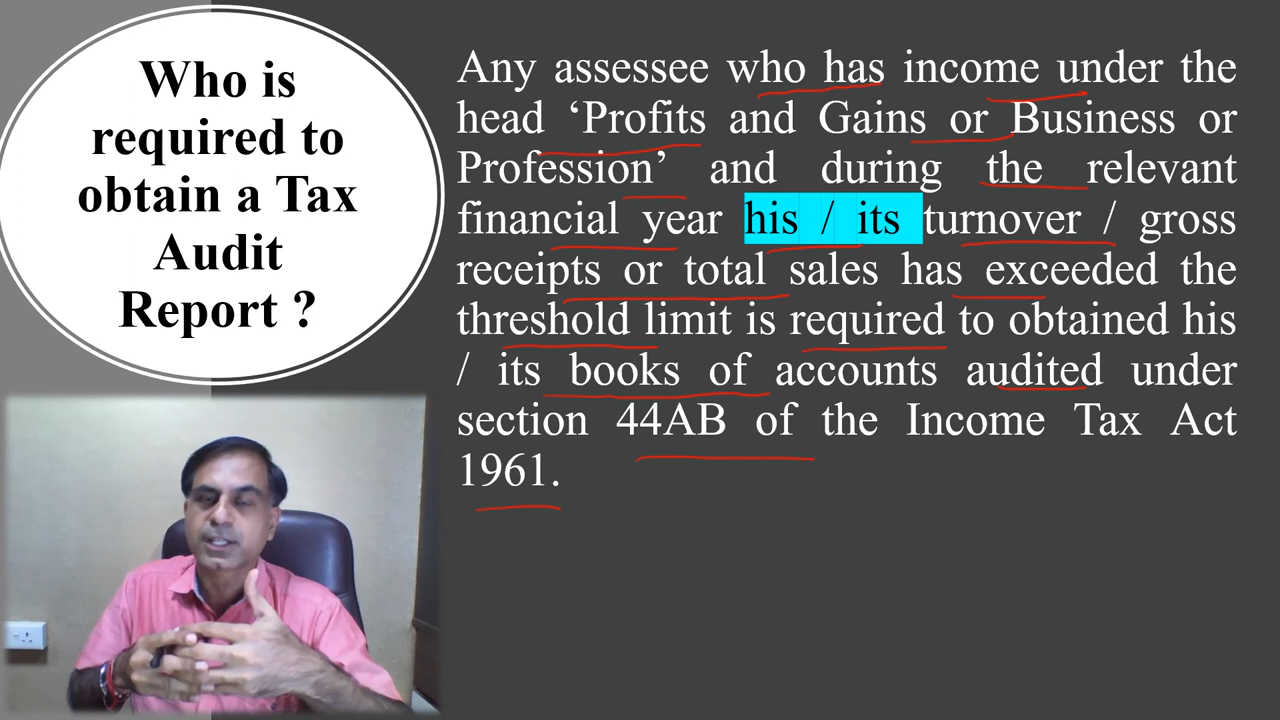 Who is
required to
obtain a Tax
Audit
Report ?
Any assessee who has income under the
head ‘Profits and Gains or Business or
Profession’ and during the relevant
financial year his / its turnover / gross
receipts or total sales has exceeded the
threshold limit is required to obtained his
/ its books of accounts audited under
section 44AB of the Income Tax Act
1961.